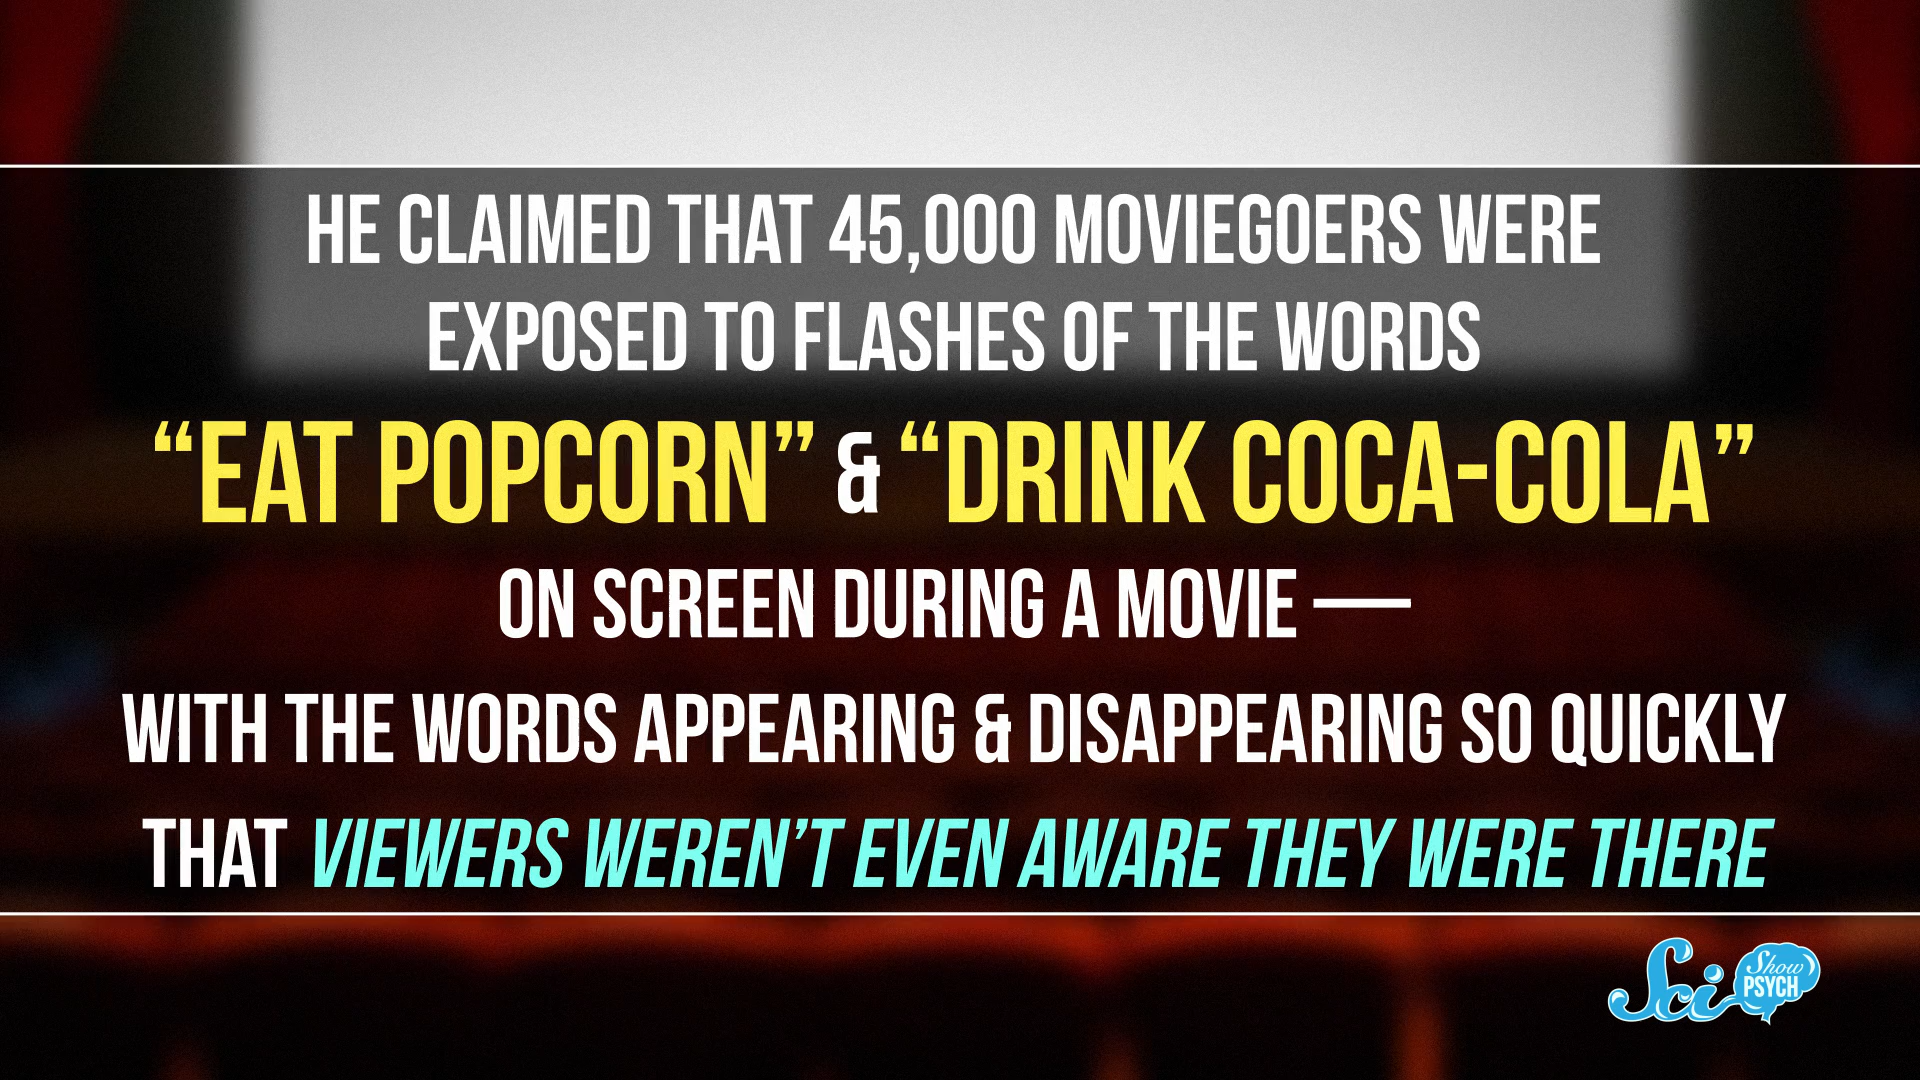 HE CLAIMED THAT 45,000 MOVIEGOERS WERE
EXPOSED TO FLASHES OF THE WORDS
“EAT POPCORN” & “DRINK COCA-COLA”
ON SCREEN DURING A MOVIE —
WITH THE WORDS APPEARING & DISAPPEARING SO QUICKLY
THAT VIEWERS WEREN’T EVEN AWARE THEY WERE THERE
Sci Show
PSYCH